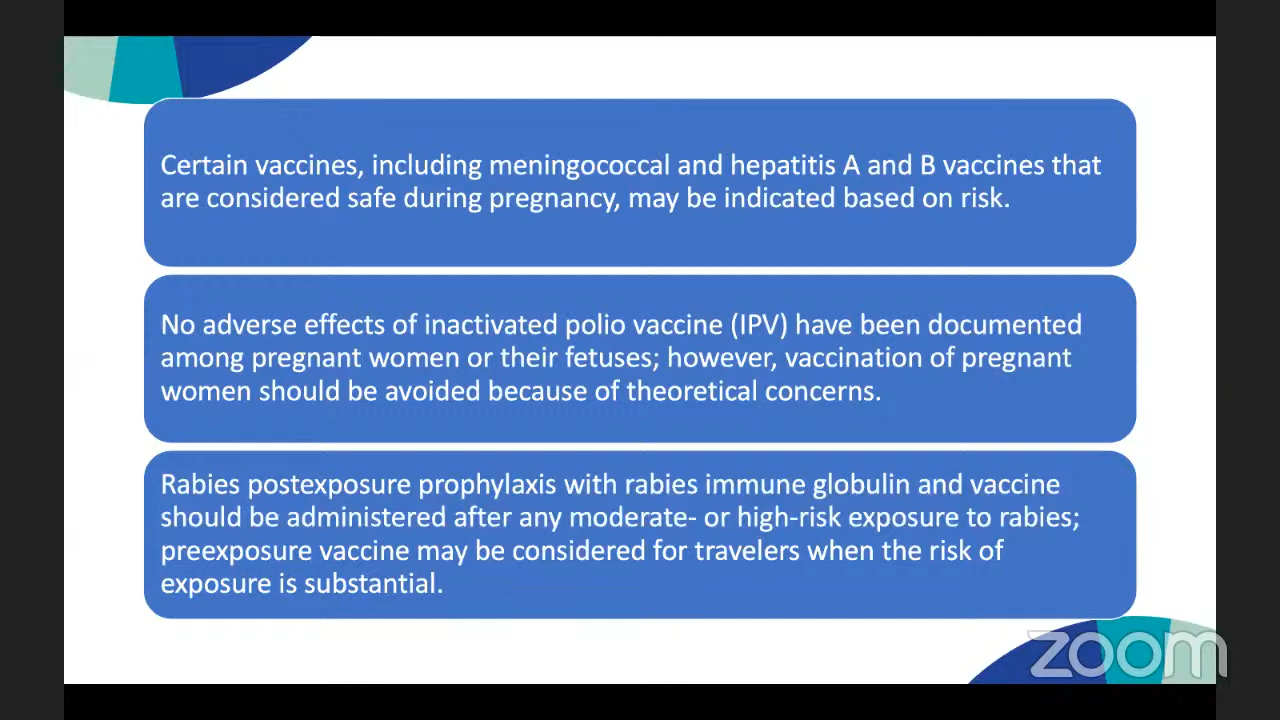 Certain vaccines, including meningococcal and hepatitis A and B vaccines that
are considered safe during pregnancy, may be indicated based on risk.
No adverse effects of inactivated polio vaccine (IPV) have been documented
among pregnant women or their fetuses; however, vaccination of pregnant
women should be avoided because of theoretical concerns.
Rabies postexposure prophylaxis with rabies immune globulin and vaccine
should be administered after any moderate- or high-risk exposure to rabies;
preexposure vaccine may be considered for travelers when the risk of
exposure is substantial.
zoom